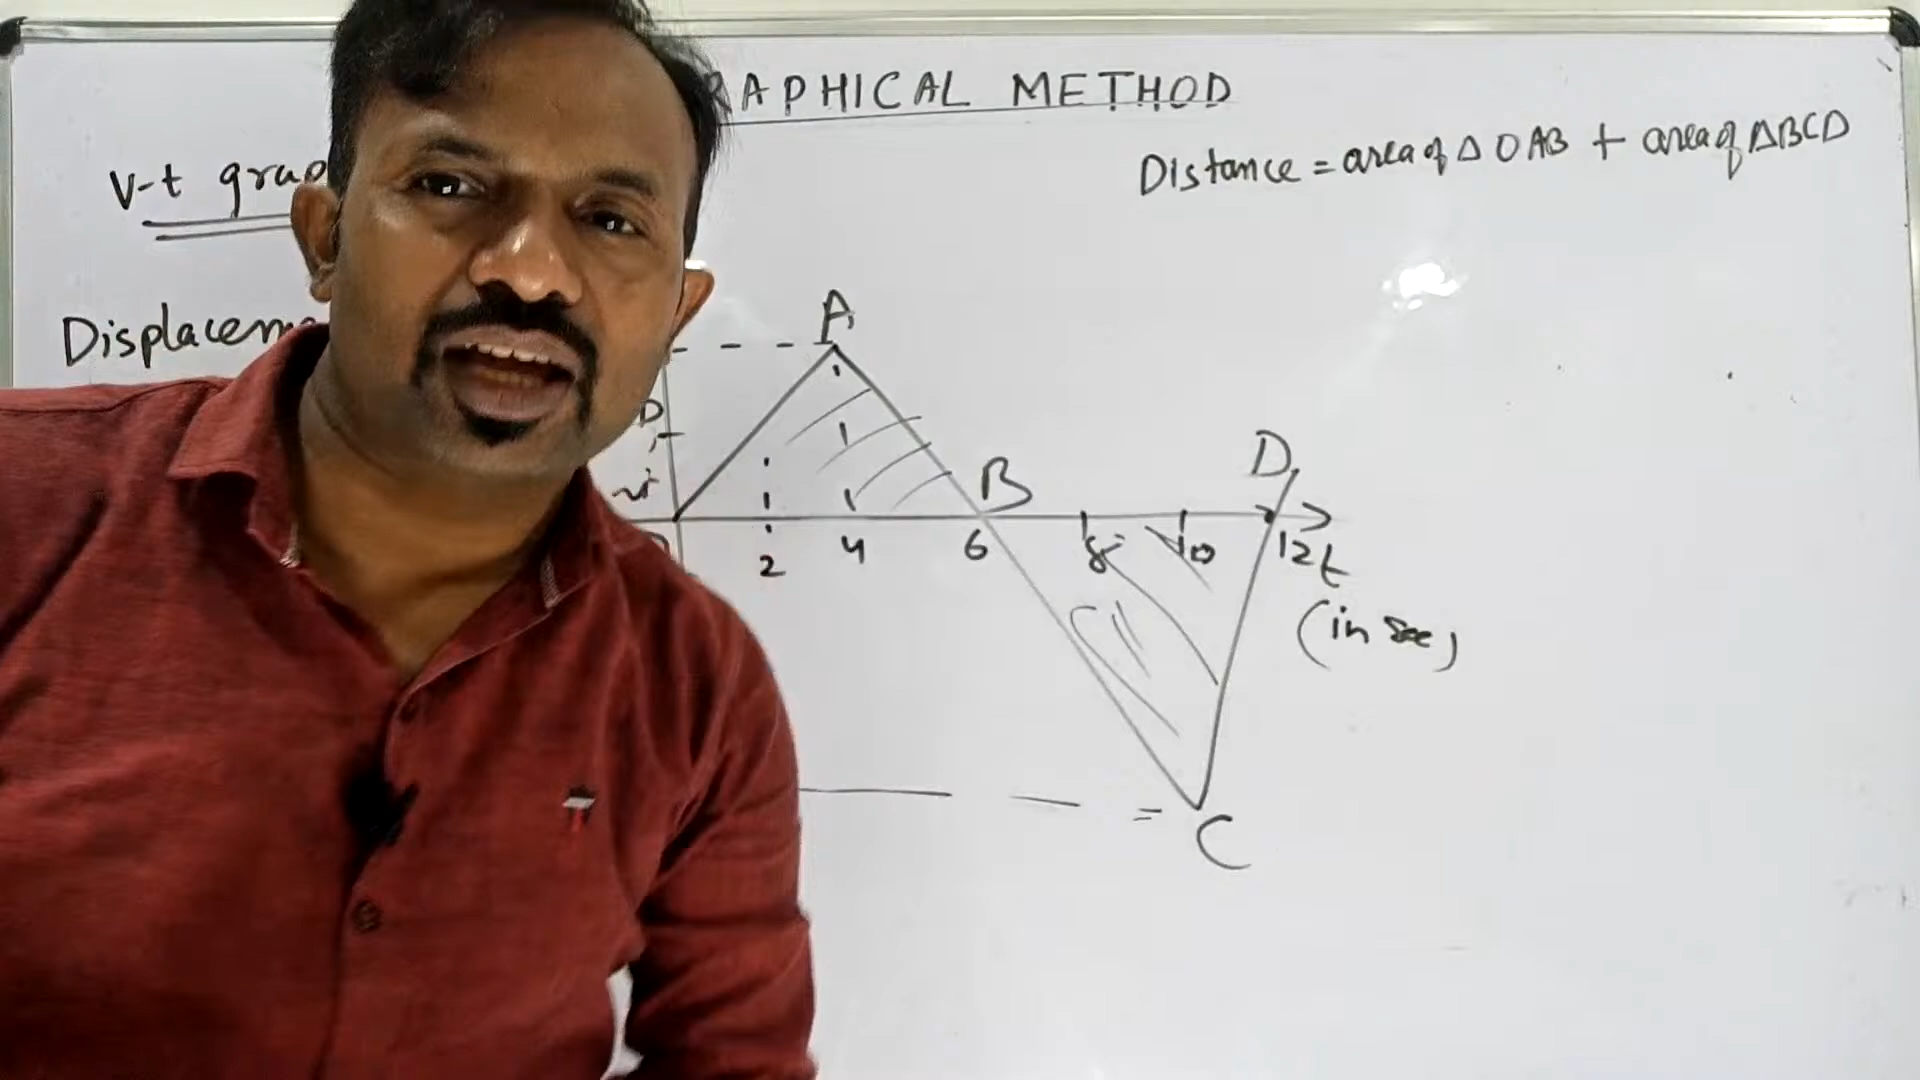 RAPHICAL METHOD
Distance = area of Δ OAB + area of ΔBCD
V-t grap
Displacem
A
D
B
2
4
6
8
10
12
t
(in sec)
C